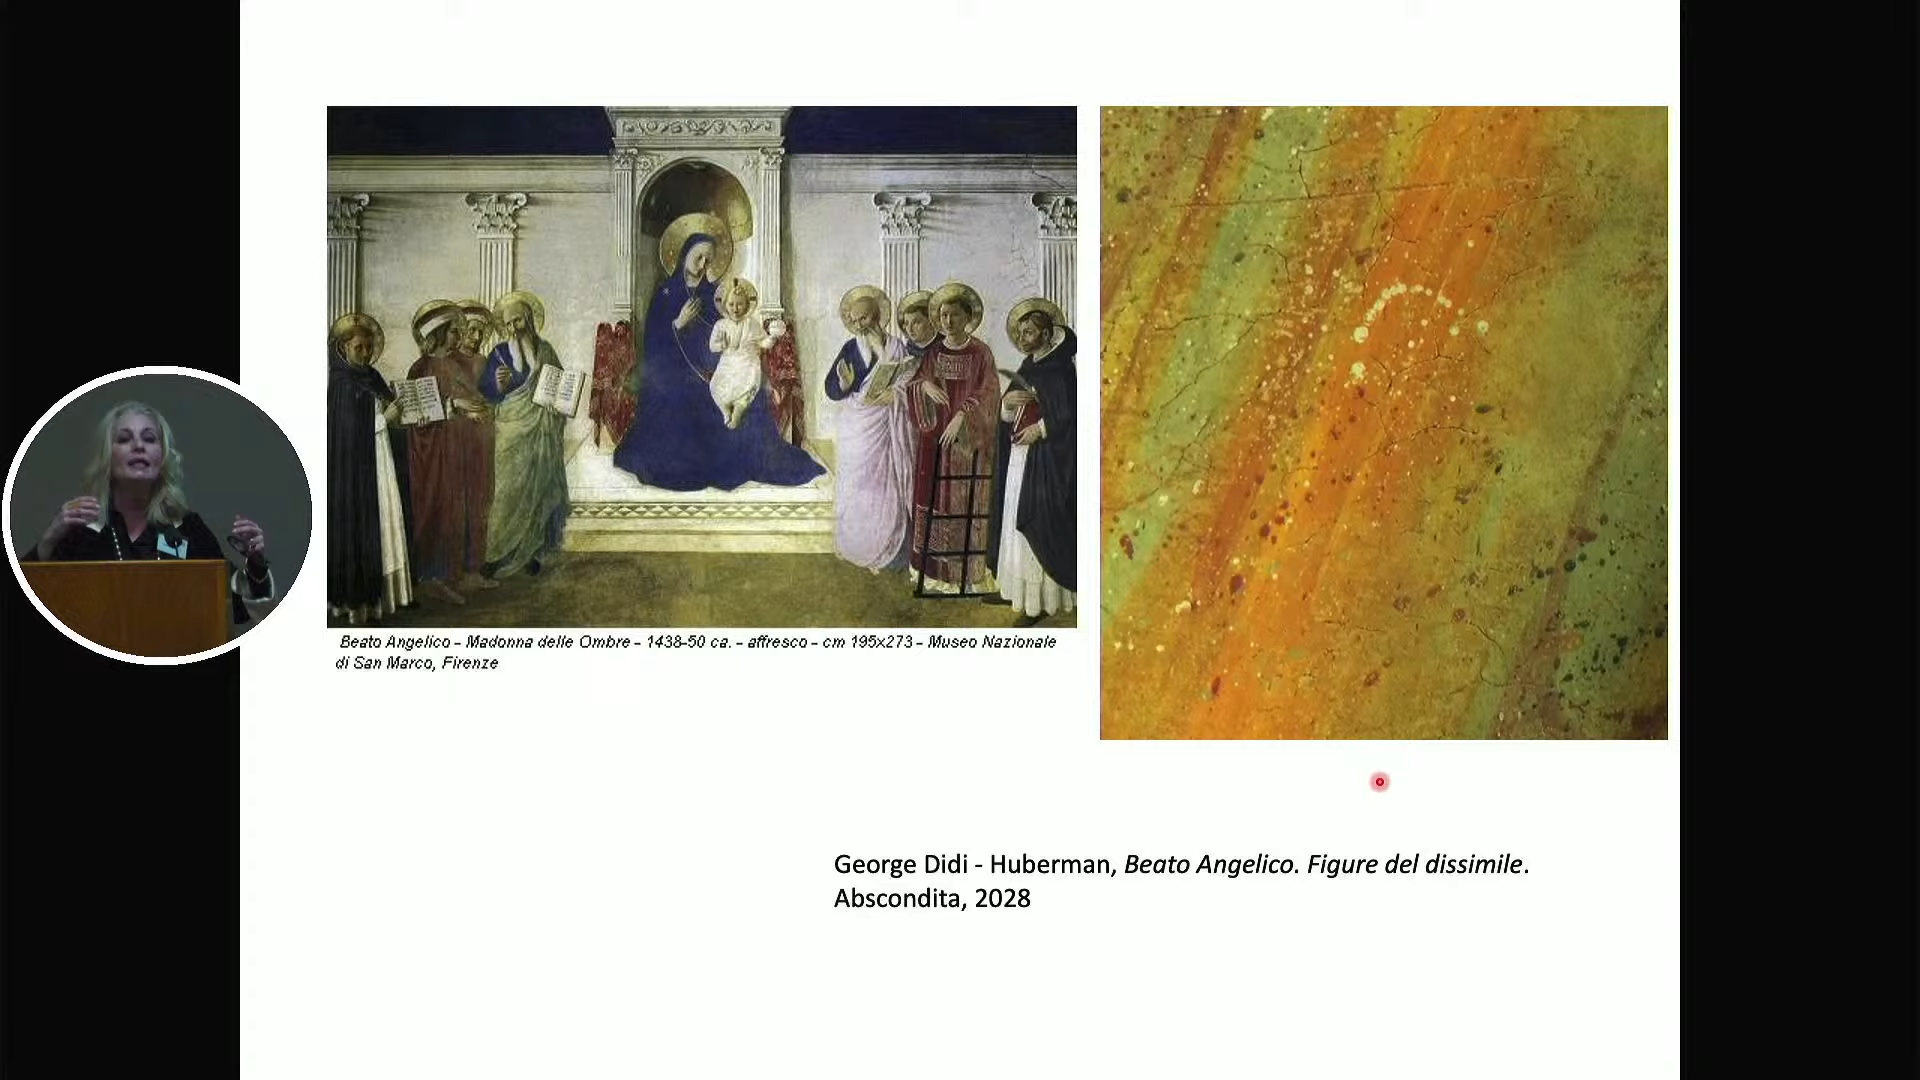 Beato Angelico - Madonna delle Ombre - 1438-50 ca. - affresco - cm 195x273 - Museo Nazionale
di San Marco, Firenze
George Didi - Huberman, Beato Angelico. Figure del dissimile.
Abscondita, 2028